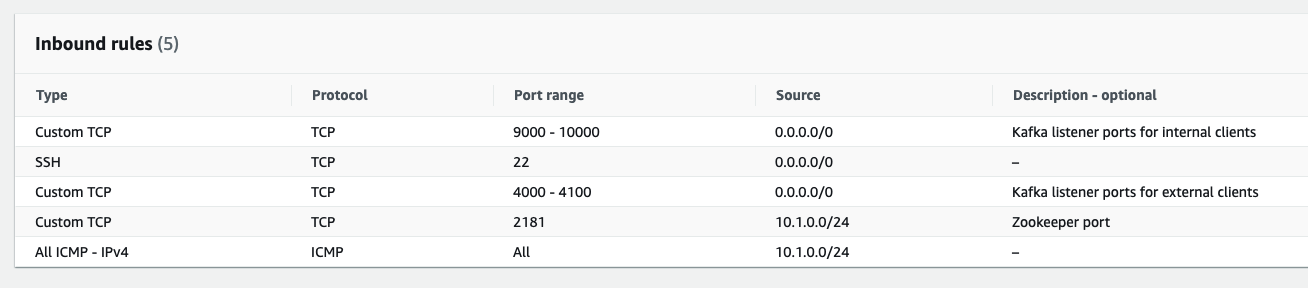 Inbound rules (5)
Type Protocol Port range Source Description - optional
Custom TCP TCP 9000 - 10000 0.0.0.0/0 Kafka listener ports for internal clients
SSH TCP 22 0.0.0.0/0 –
Custom TCP TCP 4000 - 4100 0.0.0.0/0 Kafka listener ports for external clients
Custom TCP TCP 2181 10.1.0.0/24 Zookeeper port
All ICMP - IPv4 ICMP All 10.1.0.0/24 –